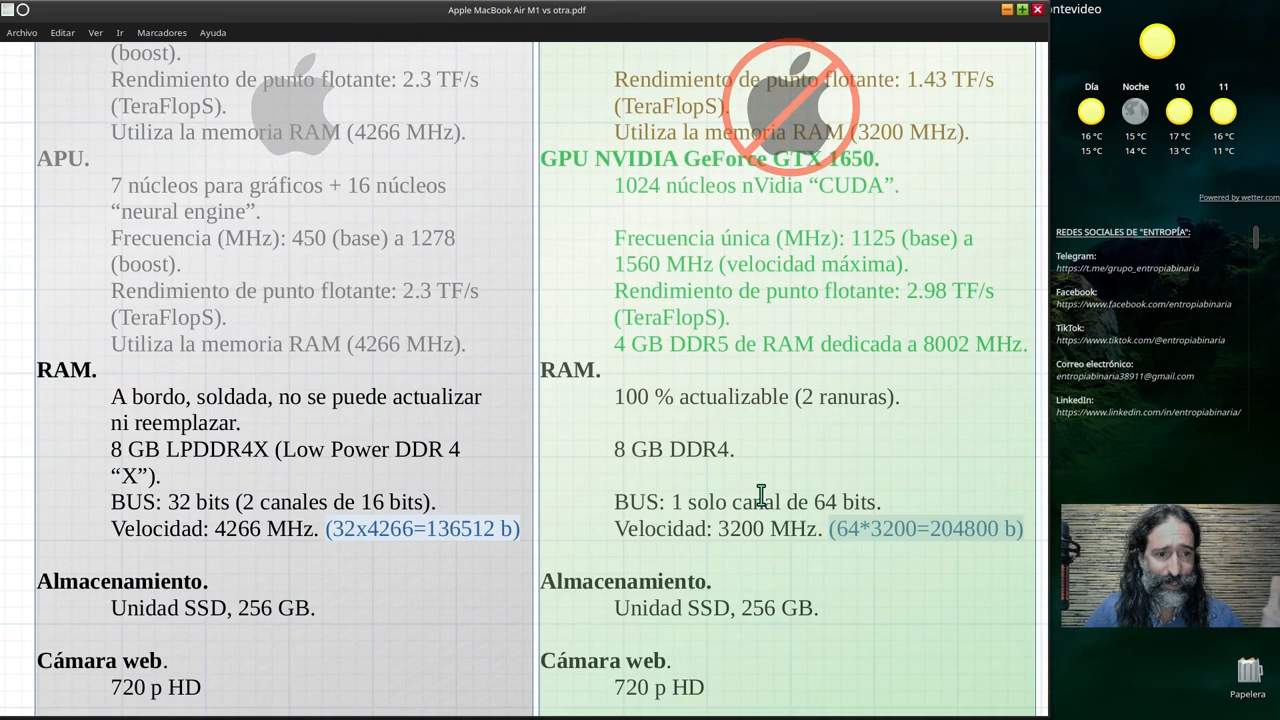 Apple MacBook Air M1 vs otra.pdf
Archivo Editar Ver Ir Marcadores Ayuda
(boost).
Rendimiento de punto flotante: 2.3 TF/s
(TeraFlopS).
Utiliza la memoria RAM (4266 MHz).
APU.
7 núcleos para gráficos + 16 núcleos
“neural engine”.
Frecuencia (MHz): 450 (base) a 1278
(boost).
Rendimiento de punto flotante: 2.3 TF/s
(TeraFlopS).
Utiliza la memoria RAM (4266 MHz).
RAM.
A bordo, soldada, no se puede actualizar
ni reemplazar.
8 GB LPDDR4X (Low Power DDR 4
“X”).
BUS: 32 bits (2 canales de 16 bits).
Velocidad: 4266 MHz. (32x4266=136512 b)
Almacenamiento.
Unidad SSD, 256 GB.
Cámara web.
720 p HD
Rendimiento de punto flotante: 1.43 TF/s
(TeraFlopS).
Utiliza la memoria RAM (3200 MHz).
GPU NVIDIA GeForce GTX 1650.
1024 núcleos nVidia “CUDA”.
Frecuencia única (MHz): 1125 (base) a
1560 MHz (velocidad máxima).
Rendimiento de punto flotante: 2.98 TF/s
(TeraFlopS).
4 GB DDR5 de RAM dedicada a 8002 MHz.
RAM.
100 % actualizable (2 ranuras).
8 GB DDR4.
BUS: 1 solo canal de 64 bits.
Velocidad: 3200 MHz. (64*3200=204800 b)
Almacenamiento.
Unidad SSD, 256 GB.
Cámara web.
720 p HD
ontevideo
Día Noche 10 11
16 °C 15 °C 17 °C 16 °C
15 °C 14 °C 13 °C 11 °C
Powered by wetter.com
REDES SOCIALES DE "ENTROPÍA":
Telegram:
https://t.me/grupo_entropiabinaria
Facebook:
https://www.facebook.com/entropiabinaria
TikTok:
https://www.tiktok.com/@entropiabinaria
Correo electrónico:
entropiabinaria38911@gmail.com
LinkedIn:
https://www.linkedin.com/in/entropiabinaria/
Papelera